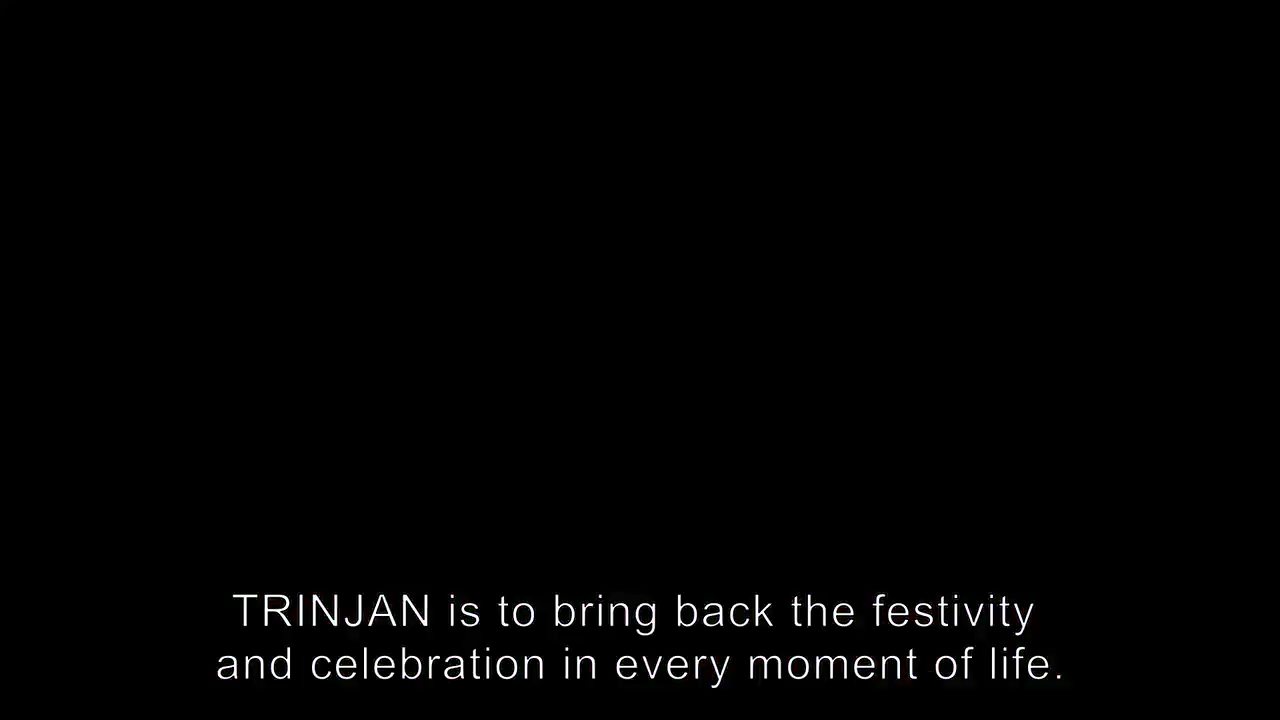 TRINJAN is to bring back the festivity
and celebration in every moment of life.